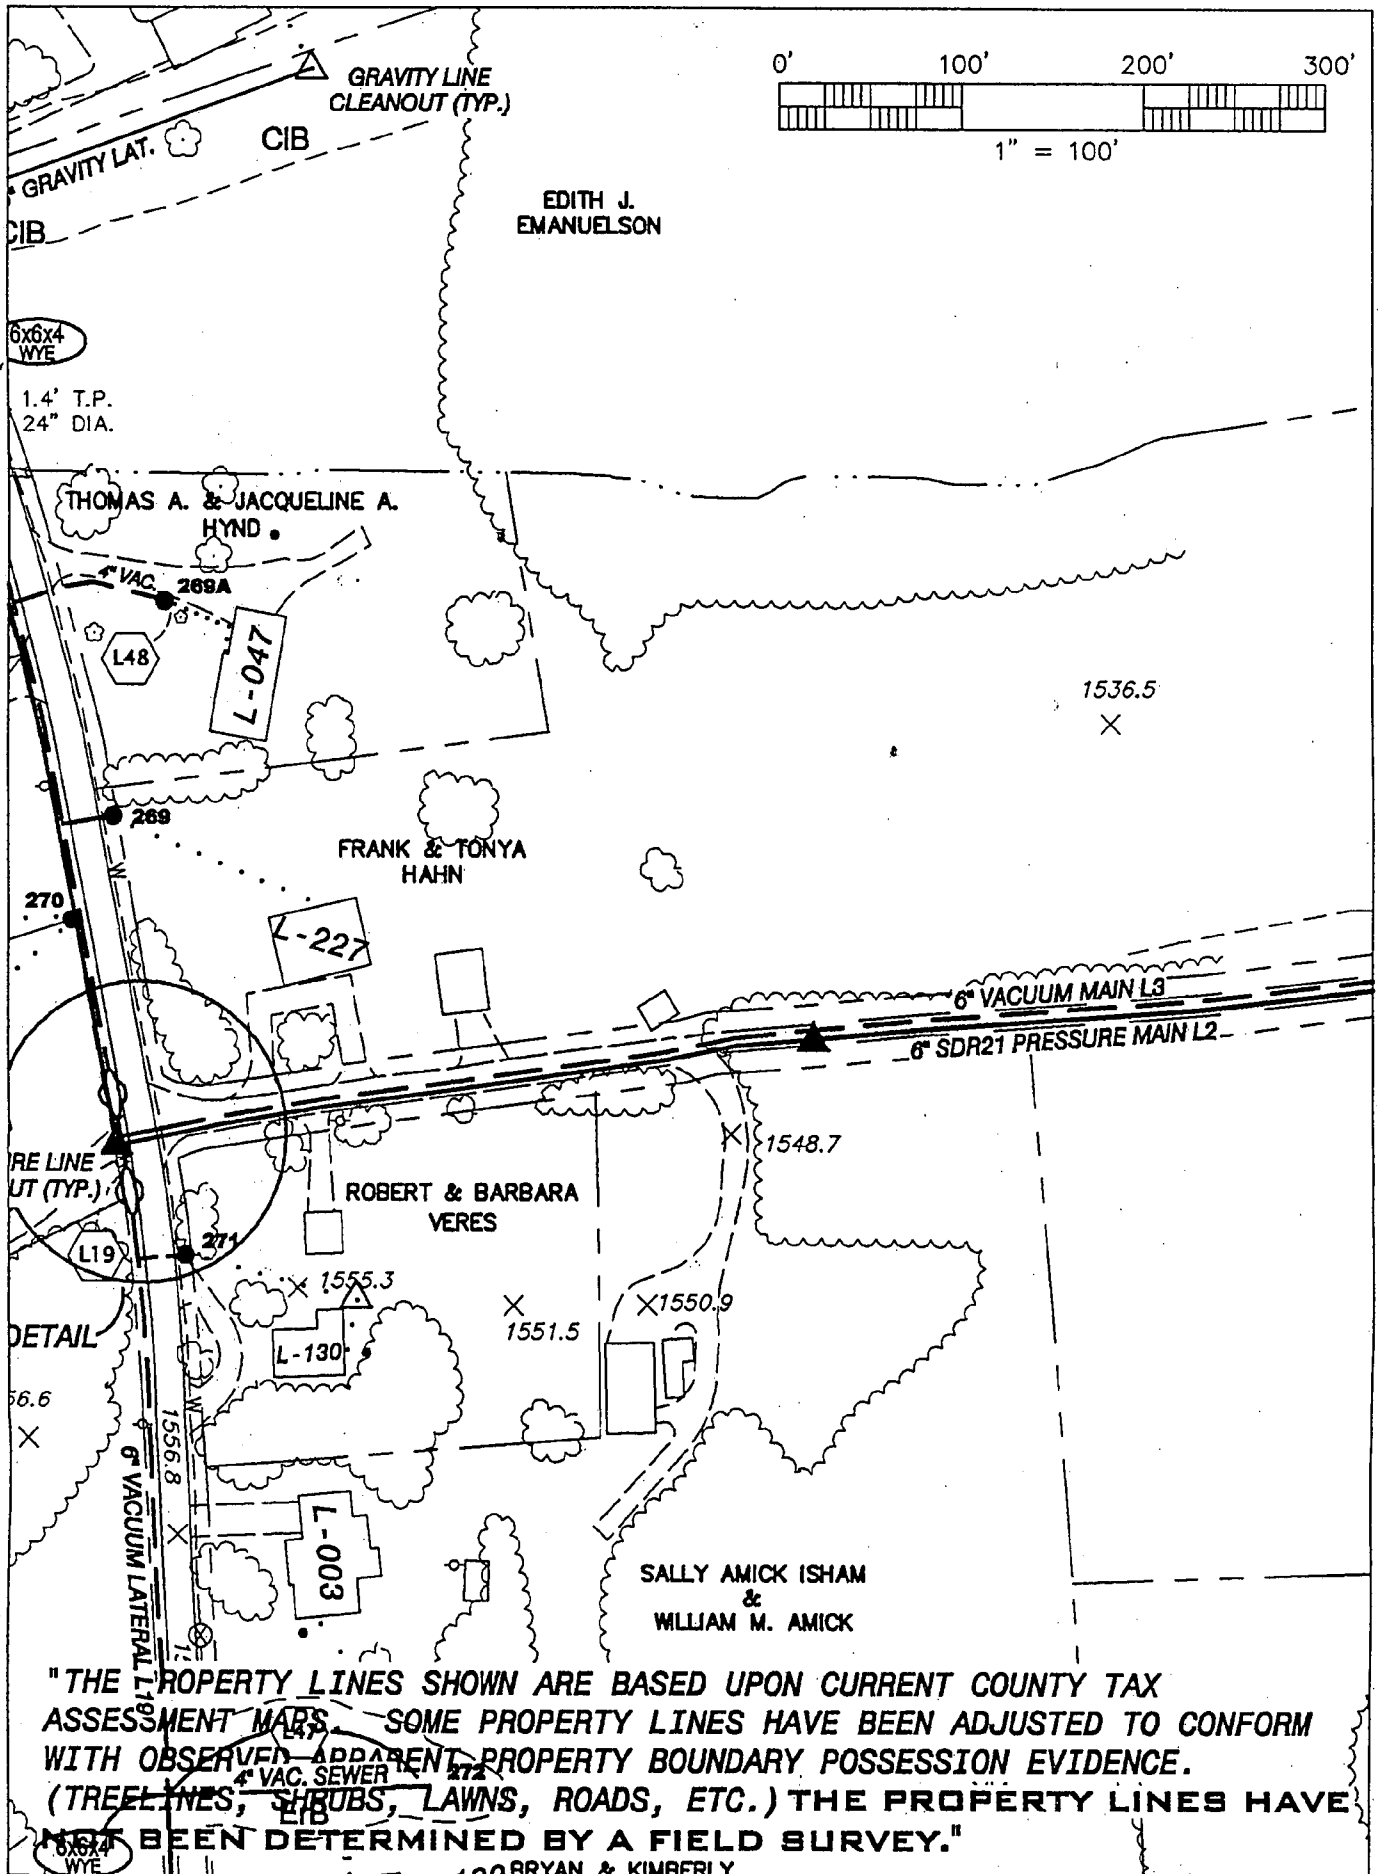 0' 100' 200' 300'
1" = 100'
GRAVITY LINE
CLEANOUT (TYP.)
CIB
" GRAVITY LAT.
CIB
EDITH J.
EMANUELSON
6x6x4
WYE
1.4' T.P.
24" DIA.
THOMAS A. & JACQUELINE A.
HYND
4" VAC.
269A
L48
L-047
1536.5
269
FRANK & TONYA
HAHN
W
270
L-227
6" VACUUM MAIN L3
6" SDR21 PRESSURE MAIN L2
1548.7
RE LINE
UT (TYP.)
ROBERT & BARBARA
VERES
271
L19
1555.3
1551.5
1550.9
DETAIL
L-130
56.6
W
1556.8
6" VACUUM LATERAL L19
L-003
SALLY AMICK ISHAM
&
WILLIAM M. AMICK
"THE PROPERTY LINES SHOWN ARE BASED UPON CURRENT COUNTY TAX
ASSESSMENT MAPS. SOME PROPERTY LINES HAVE BEEN ADJUSTED TO CONFORM
WITH OBSERVED APPARENT PROPERTY BOUNDARY POSSESSION EVIDENCE.
(TREELINES, SHRUBS, LAWNS, ROADS, ETC.) THE PROPERTY LINES HAVE
NOT BEEN DETERMINED BY A FIELD SURVEY."
L47
4" VAC. SEWER
272
EIB
6x6x4
WYE
BRYAN & KIMBERLY